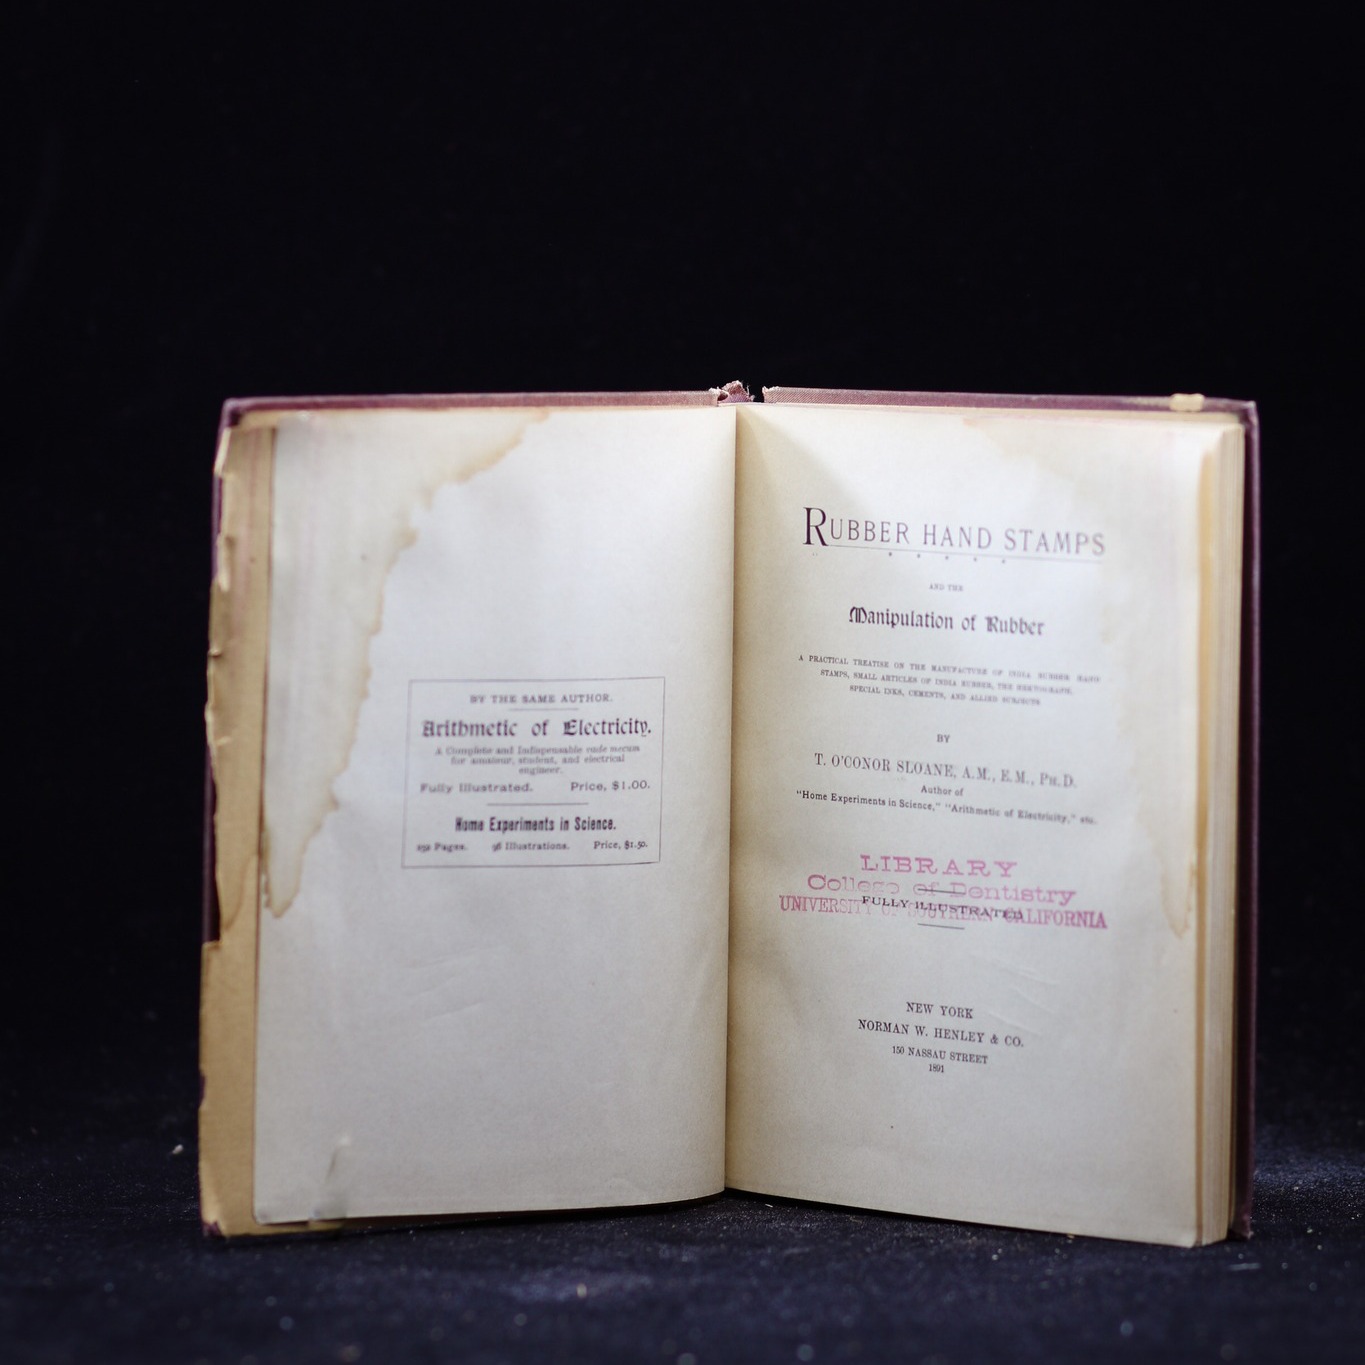 BY THE SAME AUTHOR.
Arithmetic of Electricity.
A Complete and Indispensable vade mecum
for amateur, student, and electrical
engineer.
Fully Illustrated. Price, $1.00.
Home Experiments in Science.
252 Pages. 96 Illustrations. Price, $1.50.
RUBBER HAND STAMPS
AND THE
Manipulation of Rubber
A PRACTICAL TREATISE ON THE MANUFACTURE OF INDIA RUBBER HAND
STAMPS, SMALL ARTICLES OF INDIA RUBBER, THE HEKTOGRAPH,
SPECIAL INKS, CEMENTS, AND ALLIED SUBJECTS
BY
T. O'CONOR SLOANE, A.M., E.M., PH.D.
Author of
"Home Experiments in Science," "Arithmetic of Electricity," etc.
LIBRARY
College of Dentistry
FULLY ILLUSTRATED
UNIVERSITY OF SOUTHERN CALIFORNIA
NEW YORK
NORMAN W. HENLEY & CO.
150 NASSAU STREET
1891